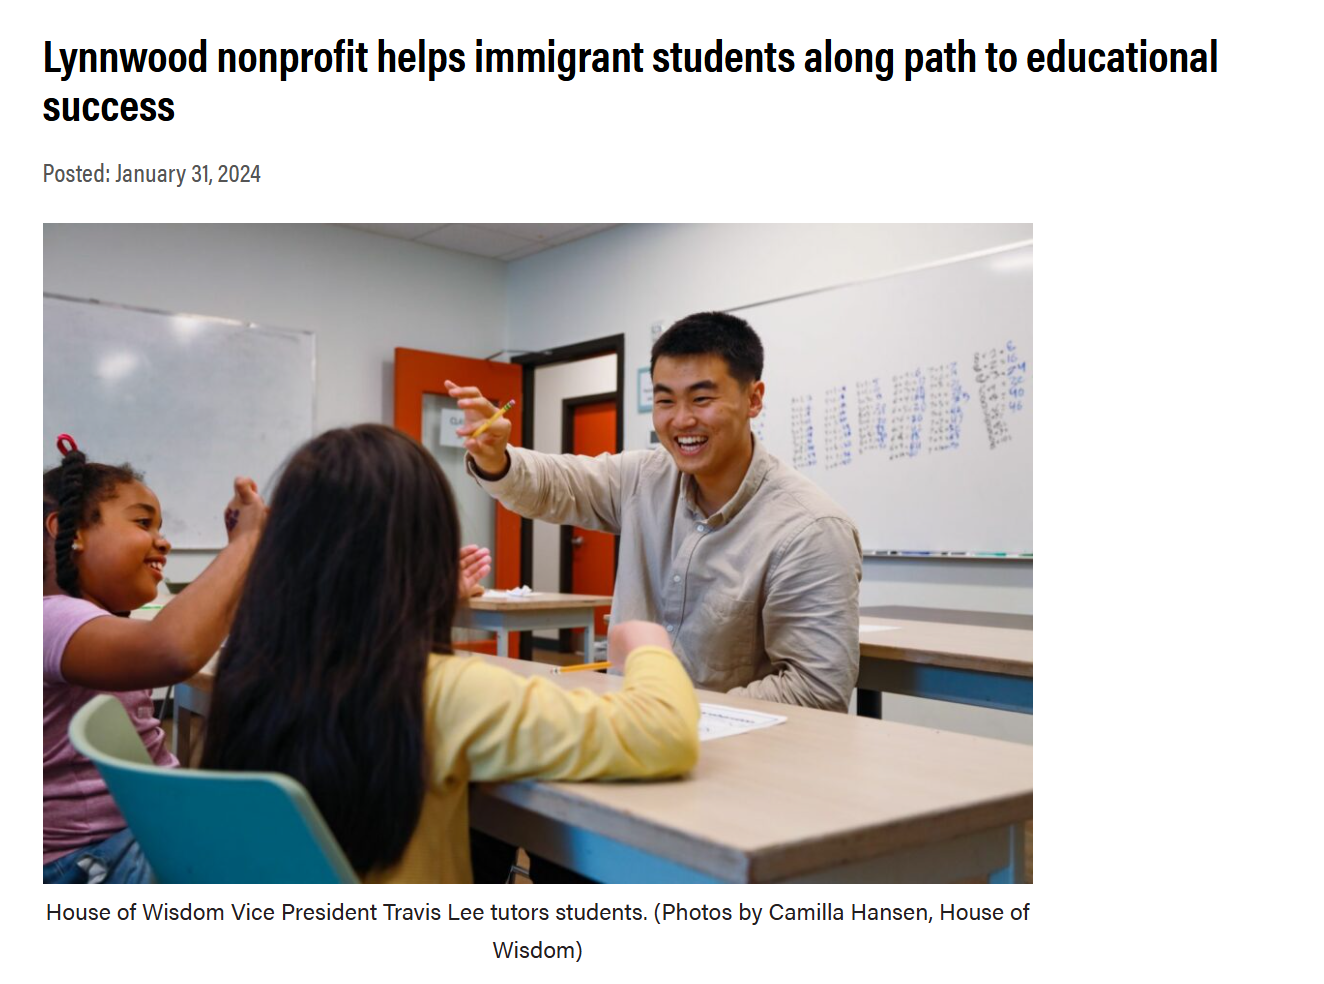 Lynnwood nonprofit helps immigrant students along path to educational
success
Posted: January 31, 2024
House of Wisdom Vice President Travis Lee tutors students. (Photos by Camilla Hansen, House of
Wisdom)